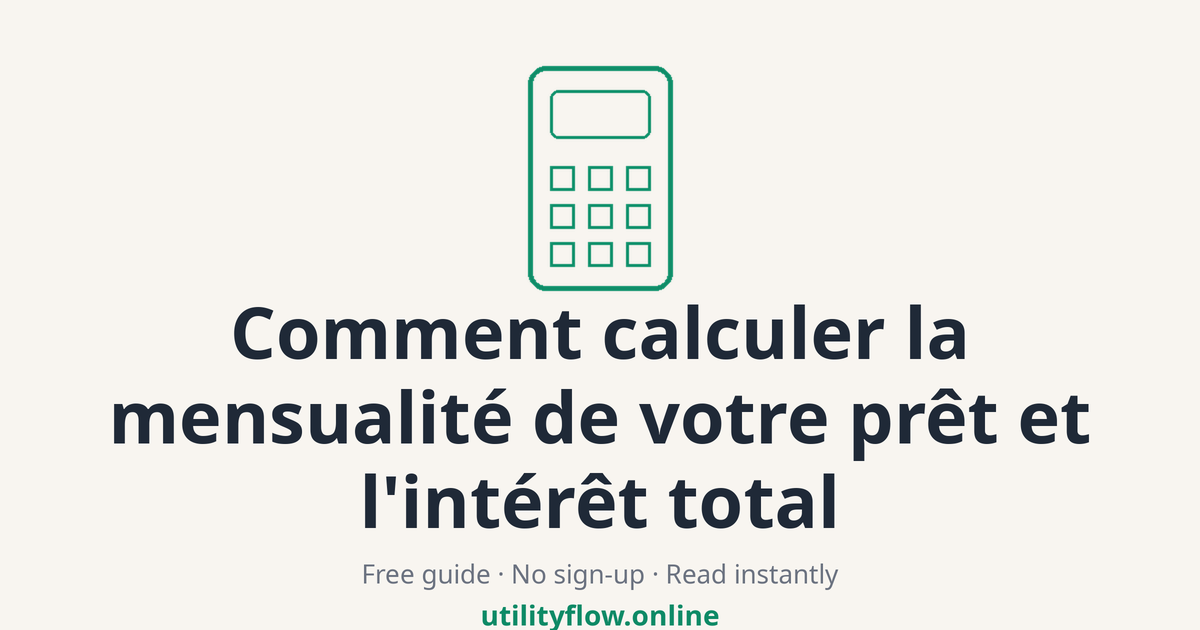 Comment calculer la
mensualité de votre prêt et
l'intérêt total
Free guide · No sign-up · Read instantly
utilityflow.online